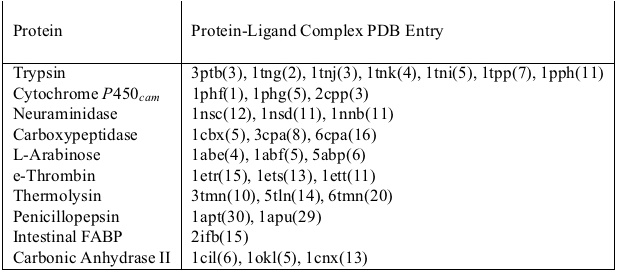 Protein Protein-Ligand Complex PDB Entry
Trypsin 3ptb(3), 1tng(2), 1tnj(3), 1tnk(4), 1tni(5), 1tpp(7), 1pph(11)
Cytochrome P450cam 1phf(1), 1phg(5), 2cpp(3)
Neuraminidase 1nsc(12), 1nsd(11), 1nnb(11)
Carboxypeptidase 1cbx(5), 3cpa(8), 6cpa(16)
L-Arabinose 1abe(4), 1abf(5), 5abp(6)
e-Thrombin 1etr(15), 1ets(13), 1ett(11)
Thermolysin 3tmn(10), 5tln(14), 6tmn(20)
Penicillopepsin 1apt(30), 1apu(29)
Intestinal FABP 2ifb(15)
Carbonic Anhydrase II 1cil(6), 1okl(5), 1cnx(13)